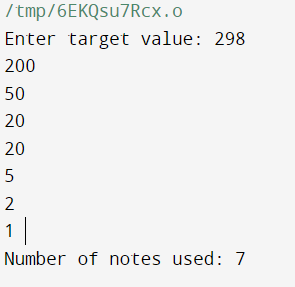 /tmp/6EKQsu7Rcx.o
Enter target value: 298
200
50
20
20
5
2
1
Number of notes used: 7